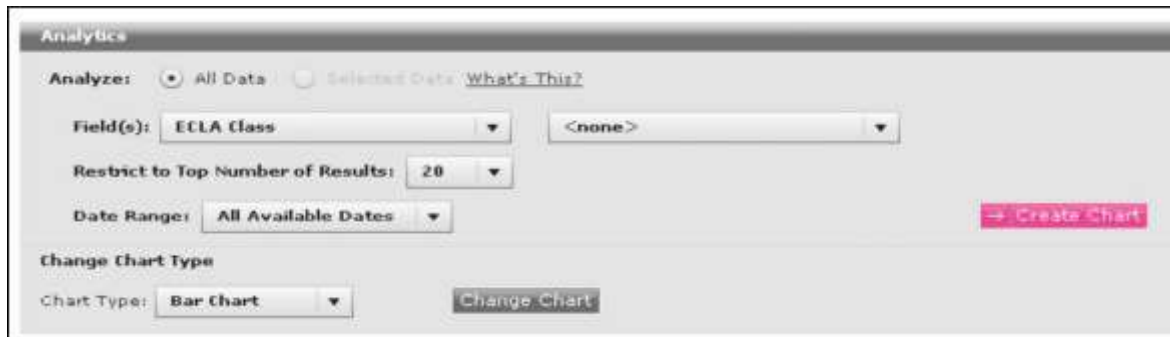 Analytics
Analyze: All Data Selected Data What's This?
Field(s): ECLA Class <none>
Restrict to Top Number of Results: 20
Date Range: All Available Dates → Create Chart
Change Chart Type
Chart Type: Bar Chart Change Chart